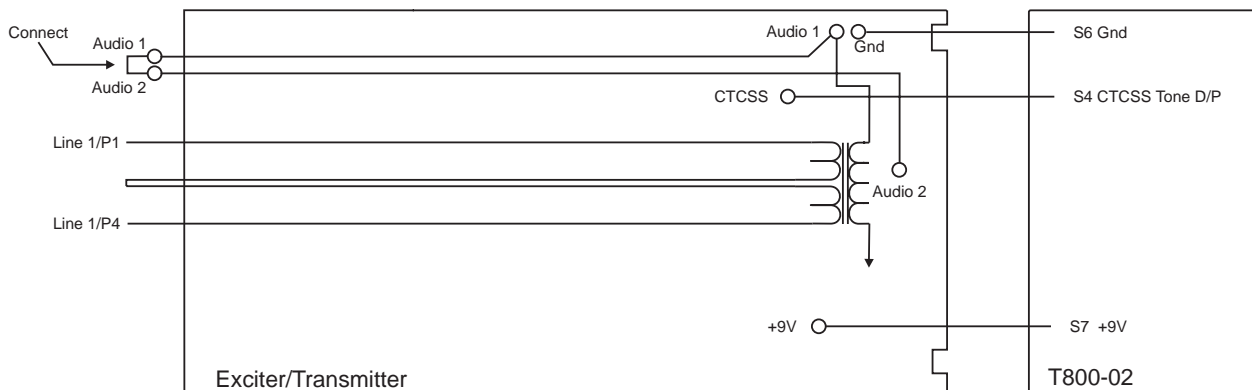 Connect
Audio 1
Audio 2
Line 1/P1
Line 1/P4
Audio 1
Gnd
CTCSS
Audio 2
+9V
Exciter/Transmitter
S6 Gnd
S4 CTCSS Tone D/P
S7 +9V
T800-02